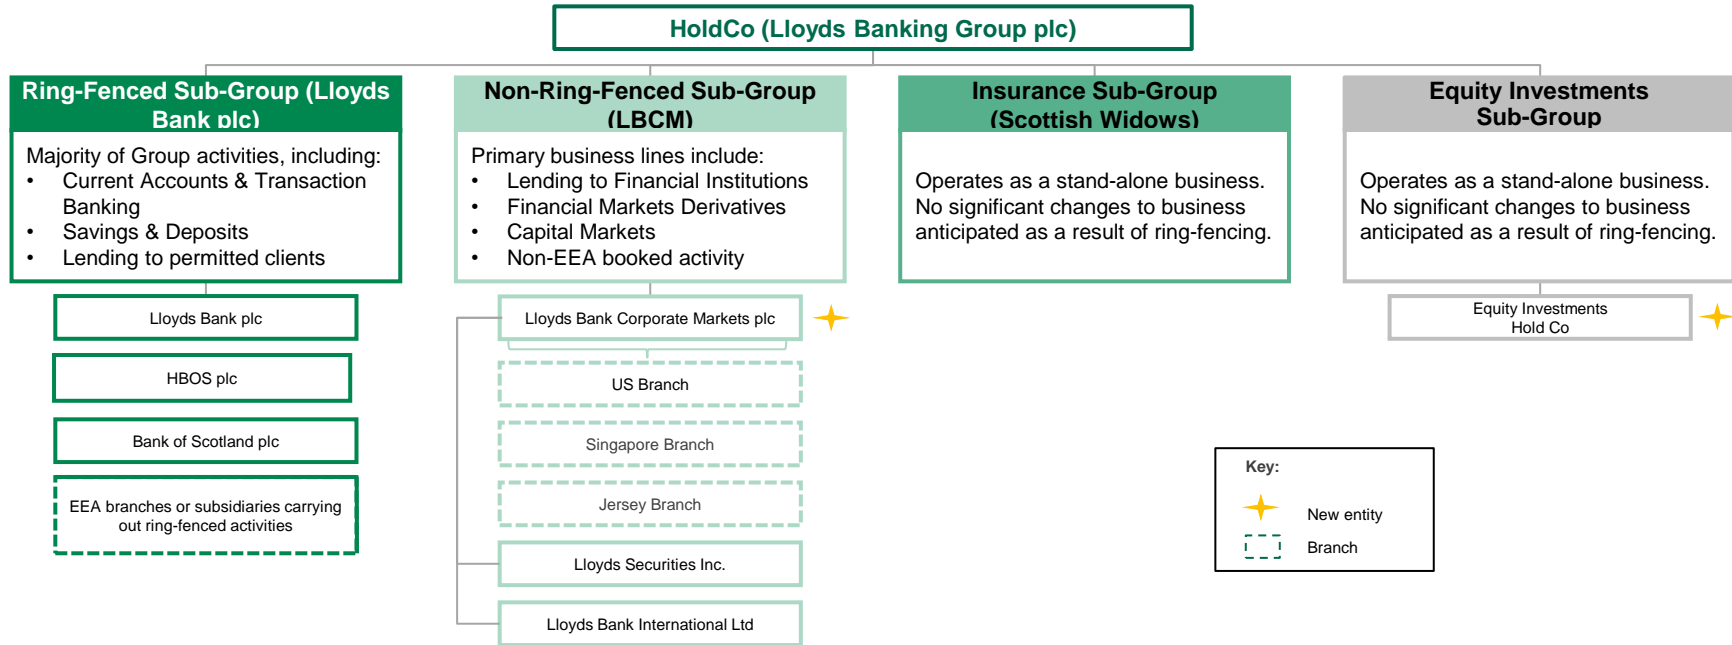 HoldCo (Lloyds Banking Group plc)
Ring-Fenced Sub-Group (Lloyds
Bank plc)
Majority of Group activities, including:
• Current Accounts & Transaction
Banking
• Savings & Deposits
• Lending to permitted clients
Lloyds Bank plc
HBOS plc
Bank of Scotland plc
EEA branches or subsidiaries carrying
out ring-fenced activities
Non-Ring-Fenced Sub-Group
(LBCM)
Primary business lines include:
• Lending to Financial Institutions
• Financial Markets Derivatives
• Capital Markets
• Non-EEA booked activity
Lloyds Bank Corporate Markets plc
US Branch
Singapore Branch
Jersey Branch
Lloyds Securities Inc.
Lloyds Bank International Ltd
Insurance Sub-Group
(Scottish Widows)
Operates as a stand-alone business.
No significant changes to business
anticipated as a result of ring-fencing.
Equity Investments
Sub-Group
Operates as a stand-alone business.
No significant changes to business
anticipated as a result of ring-fencing.
Equity Investments
Hold Co
Key:
New entity
Branch